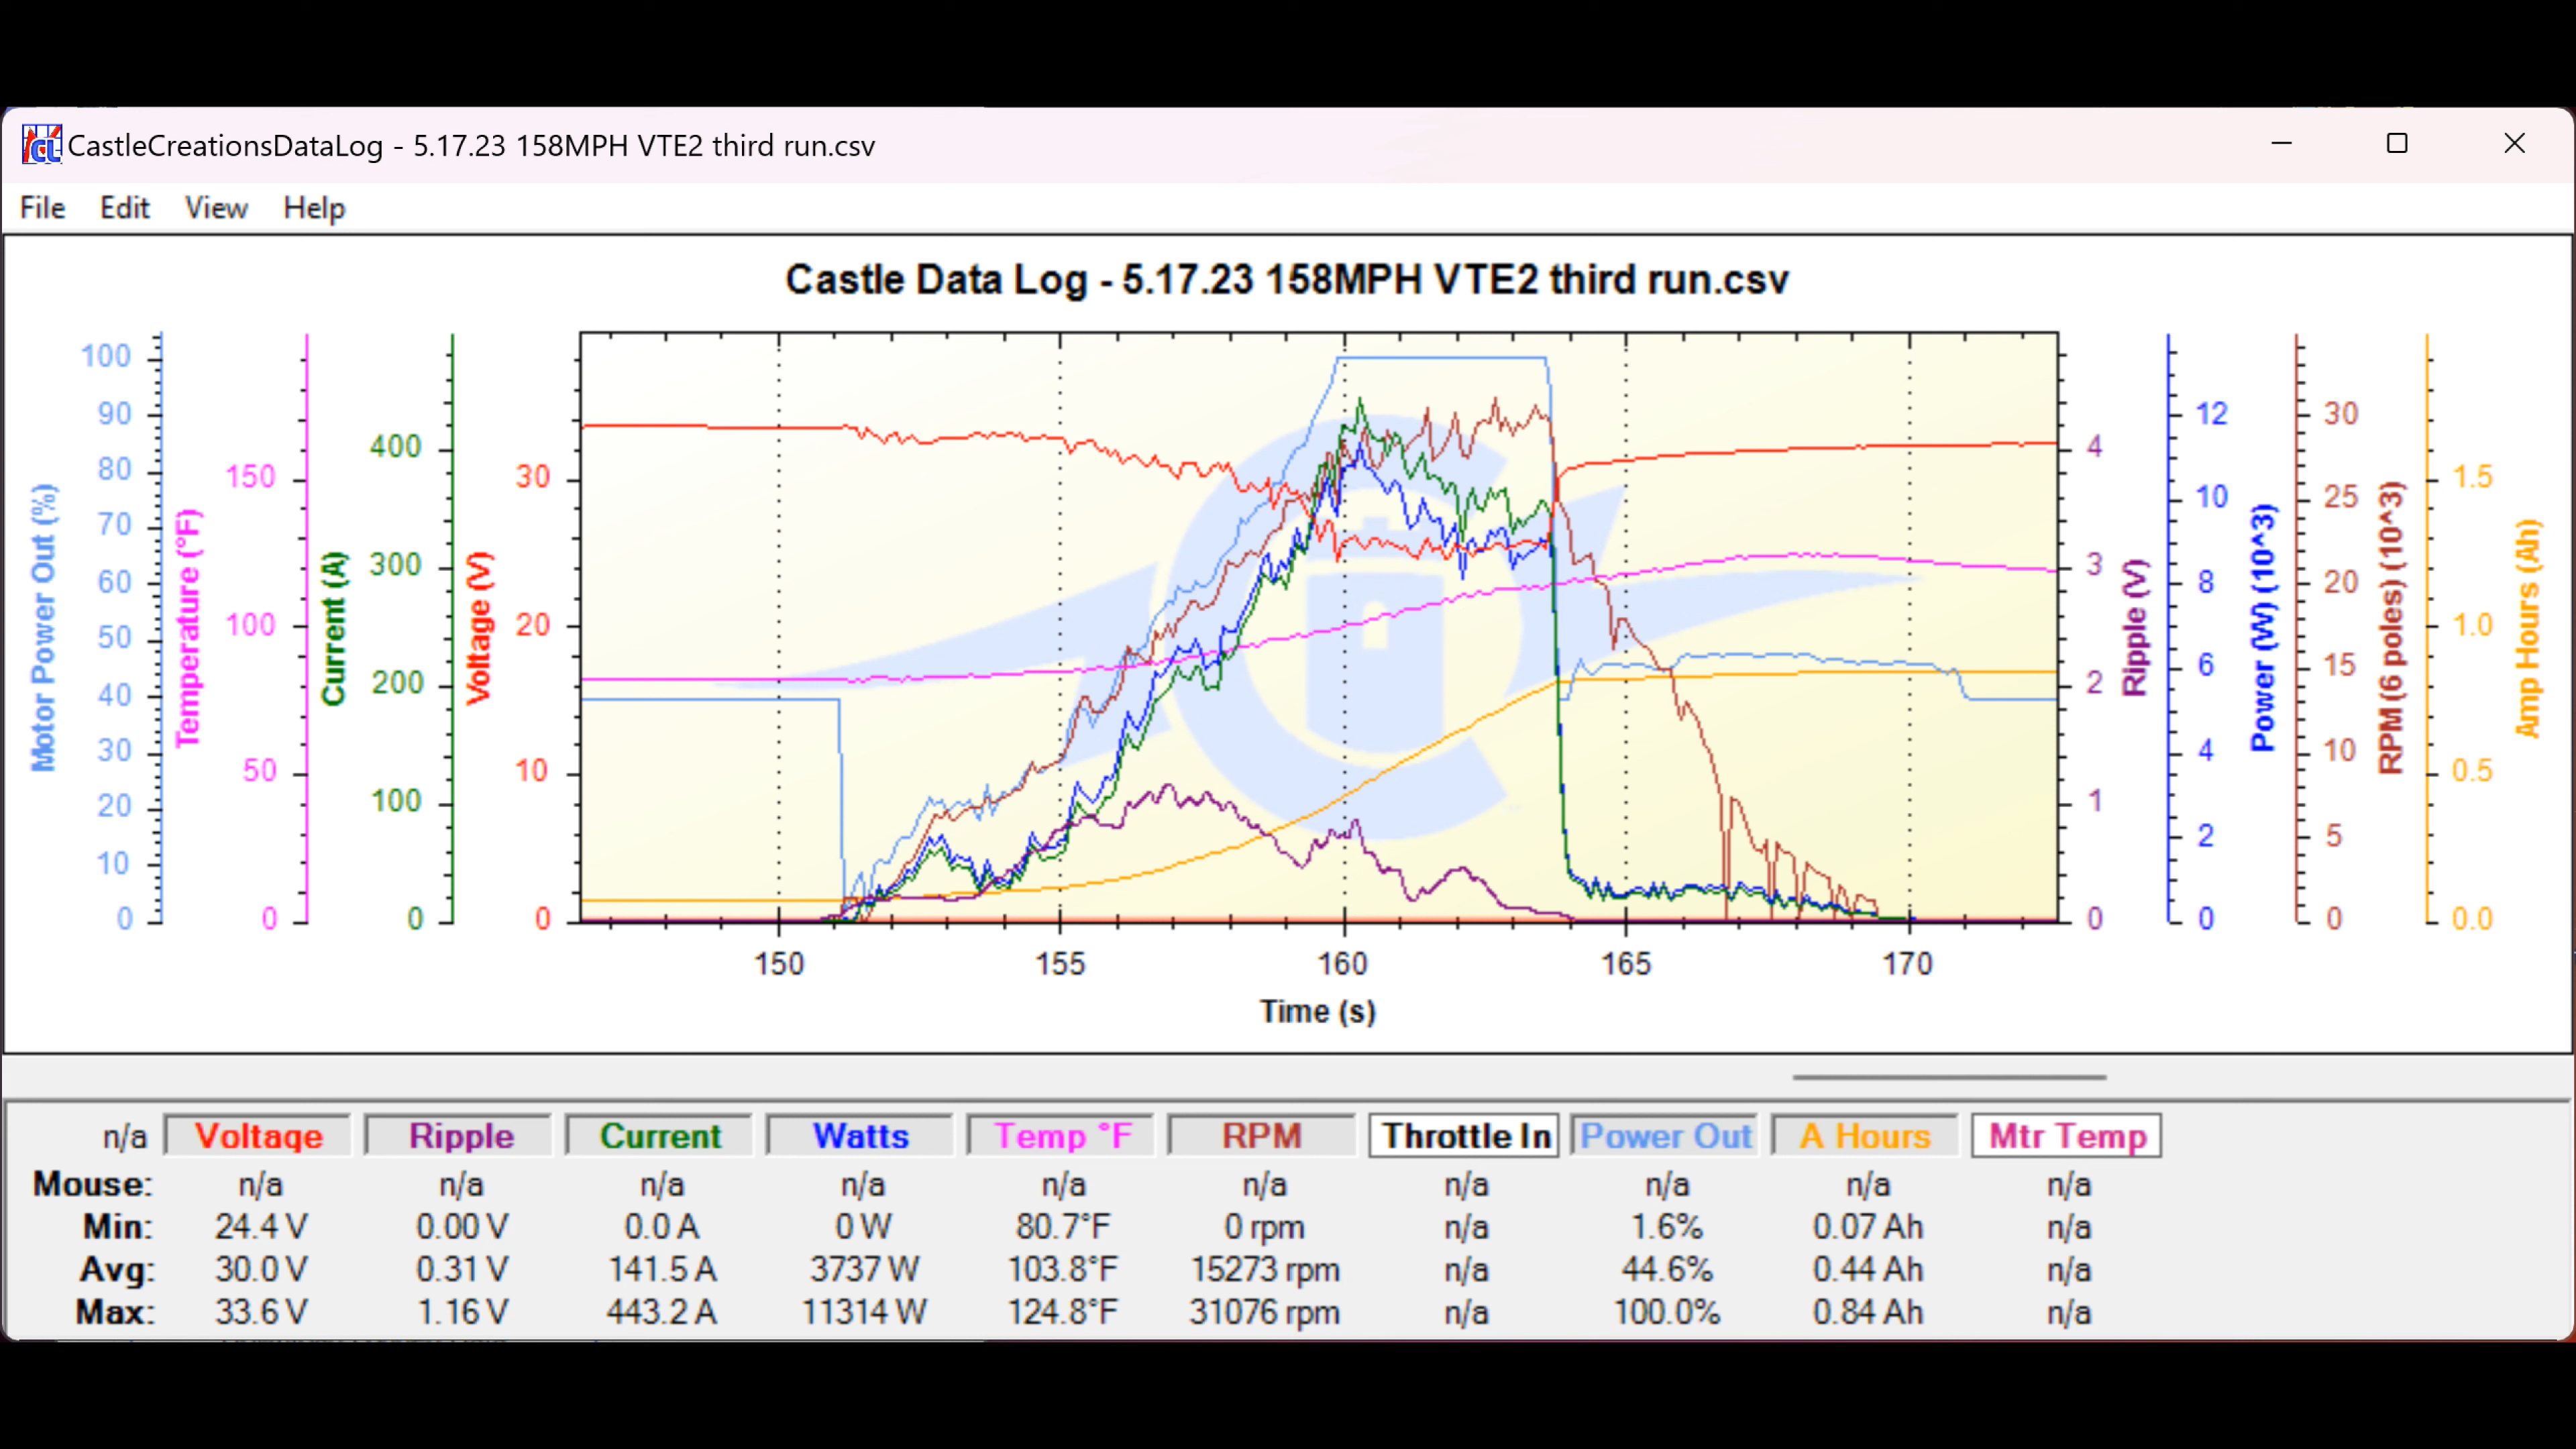 CastleCreationsDataLog - 5.17.23 158MPH VTE2 third run.csv
File Edit View Help
Castle Data Log - 5.17.23 158MPH VTE2 third run.csv
Motor Power Out (%)
100
90
80
70
60
50
40
30
20
10
0
Temperature (°F)
150
100
50
0
Current (A)
400
300
200
100
0
Voltage (V)
30
20
10
0
Ripple (V)
4
3
2
1
0
Power (W) (10^3)
12
10
8
6
4
2
0
RPM (6 poles) (10^3)
30
25
20
15
10
5
0
Amp Hours (Ah)
1.5
1.0
0.5
0.0
150 155 160 165 170
Time (s)
n/a Voltage Ripple Current Watts Temp °F RPM Throttle In Power Out A Hours Mtr Temp
Mouse: n/a n/a n/a n/a n/a n/a n/a n/a n/a n/a
Min: 24.4 V 0.00 V 0.0 A 0 W 80.7°F 0 rpm n/a 1.6% 0.07 Ah n/a
Avg: 30.0 V 0.31 V 141.5 A 3737 W 103.8°F 15273 rpm n/a 44.6% 0.44 Ah n/a
Max: 33.6 V 1.16 V 443.2 A 11314 W 124.8°F 31076 rpm n/a 100.0% 0.84 Ah n/a